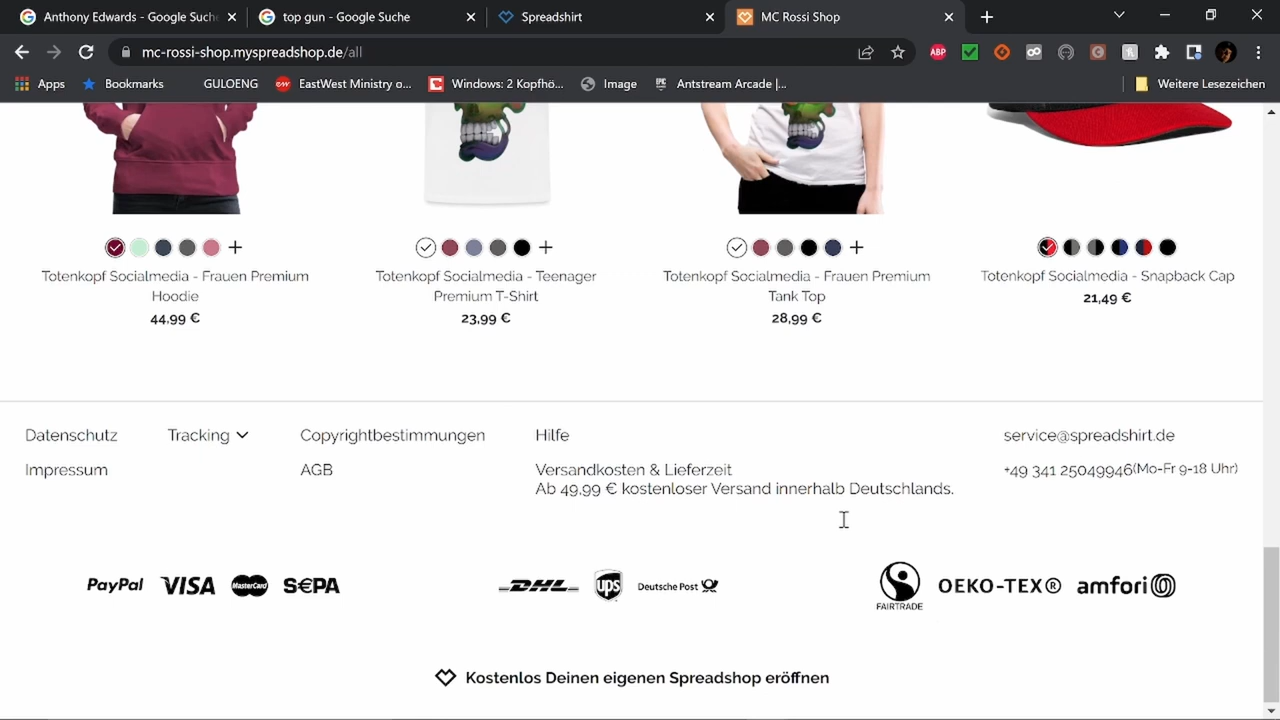 Anthony Edwards - Google Suche
top gun - Google Suche
Spreadshirt
MC Rossi Shop
mc-rossi-shop.myspreadshop.de/all
ABP
Apps
Bookmarks
GULOENG
EastWest Ministry o...
Windows: 2 Kopfhö...
Image
Antstream Arcade |...
Weitere Lesezeichen
Totenkopf Socialmedia - Frauen Premium
Hoodie
44,99 €
Totenkopf Socialmedia - Teenager
Premium T-Shirt
23,99 €
Totenkopf Socialmedia - Frauen Premium
Tank Top
28,99 €
Totenkopf Socialmedia - Snapback Cap
21,49 €
Datenschutz
Tracking
Copyrightbestimmungen
Hilfe
service@spreadshirt.de
Impressum
AGB
Versandkosten & Lieferzeit
Ab 49.99 € kostenloser Versand innerhalb Deutschlands.
+49 341 25049946(Mo-Fr 9-18 Uhr)
PayPal
VISA
MasterCard
S€PA
DHL
ups
Deutsche Post
FAIRTRADE
OEKO-TEX®
amfori
Kostenlos Deinen eigenen Spreadshop eröffnen